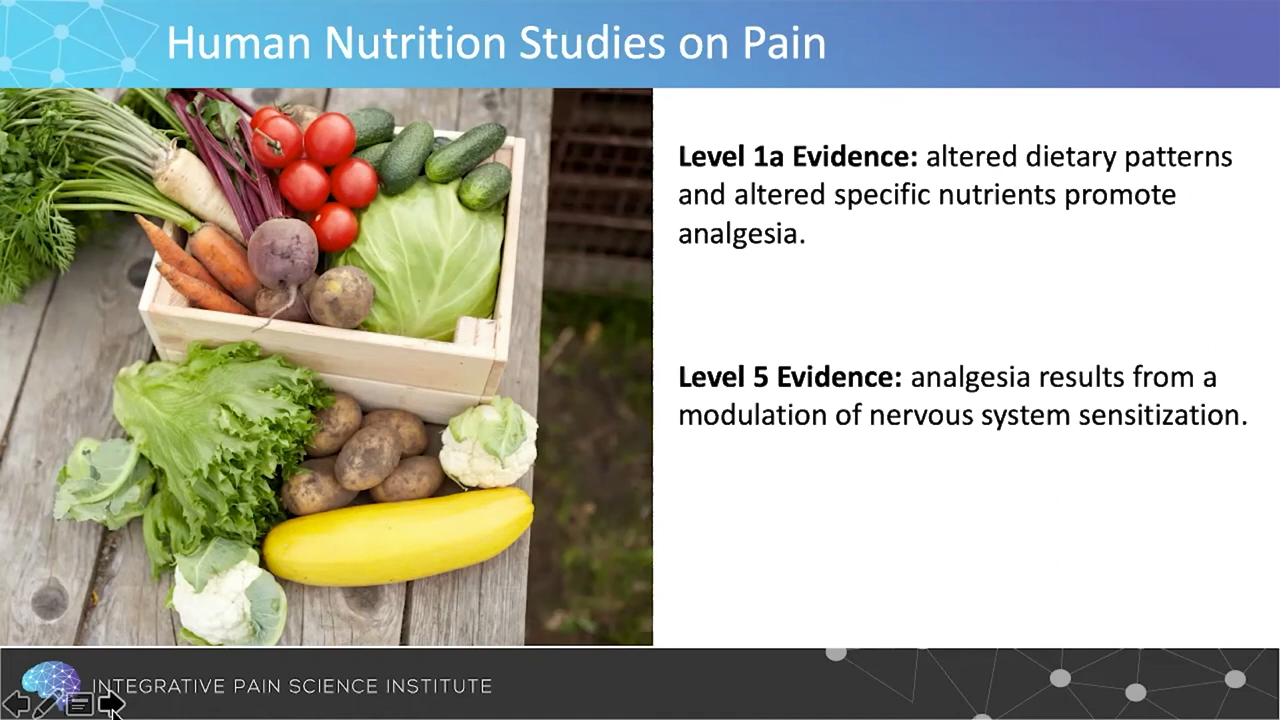 Human Nutrition Studies on Pain
Level 1a Evidence: altered dietary patterns
and altered specific nutrients promote
analgesia.
Level 5 Evidence: analgesia results from a
modulation of nervous system sensitization.
INTEGRATIVE PAIN SCIENCE INSTITUTE